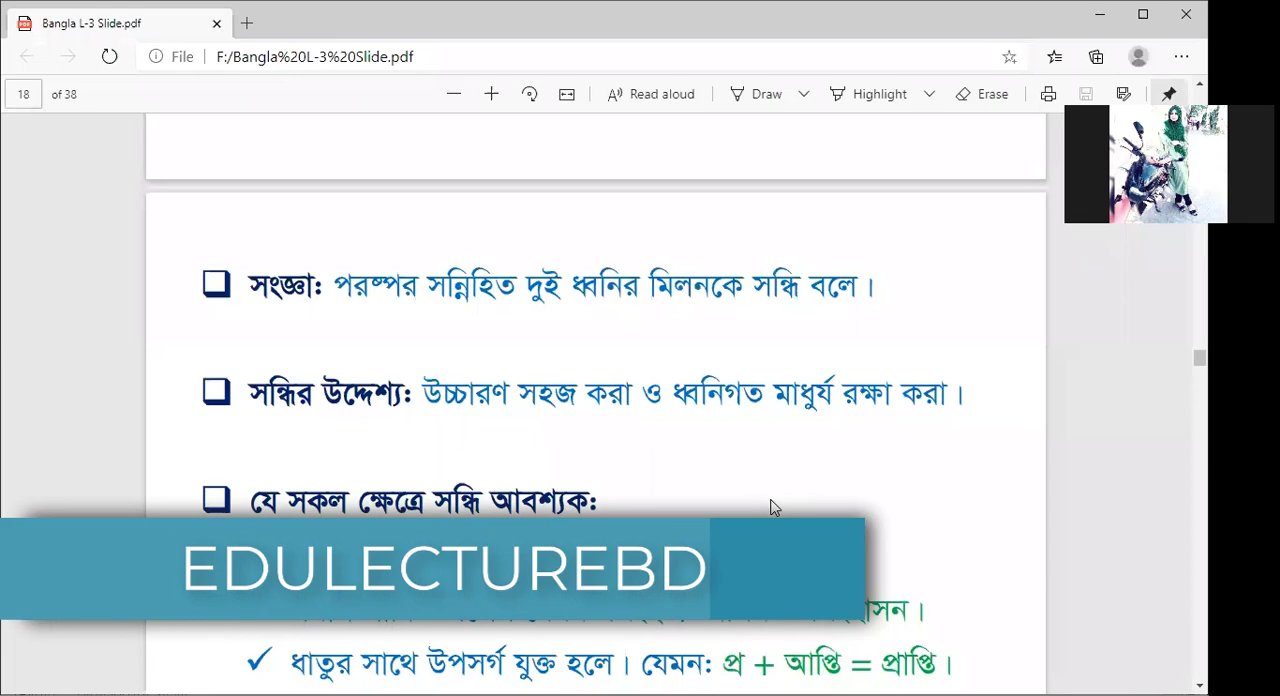 Bangla L-3 Slide.pdf
File F:/Bangla%20L-3%20Slide.pdf
18 of 38 Read aloud Draw Highlight Erase
সংজ্ঞা: পরষ্পর সন্নিহিত দুই ধ্বনির মিলনকে সন্ধি বলে।
সন্ধির উদ্দেশ্য: উচ্চারণ সহজ করা ও ধ্বনিগত মাধুর্য রক্ষা করা।
যে সকল ক্ষেত্রে সন্ধি আবশ্যক:
EDULECTUREBD
ধাতুর সাথে উপসর্গ যুক্ত হলে। যেমন: প্র + আপ্তি = প্রাপ্তি।